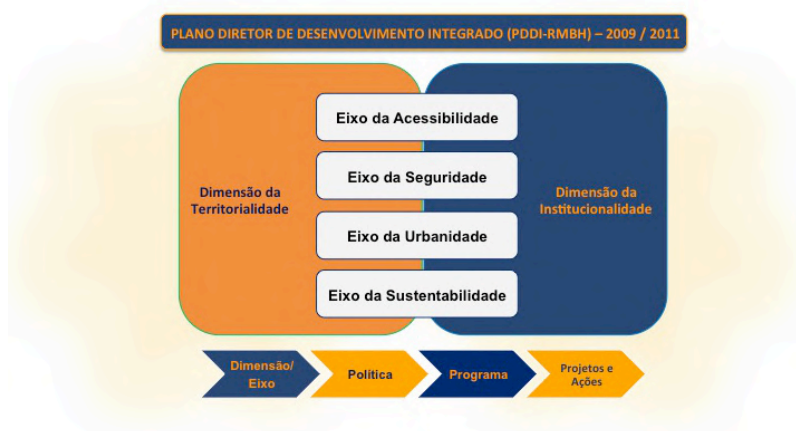 PLANO DIRETOR DE DESENVOLVIMENTO INTEGRADO (PDDI-RMBH) – 2009 / 2011
Eixo da Acessibilidade
Eixo da Seguridade
Dimensão da
Territorialidade
Dimensão da
Institucionalidade
Eixo da Urbanidade
Eixo da Sustentabilidade
Dimensão/
Eixo
Política
Programa
Projetos e
Ações